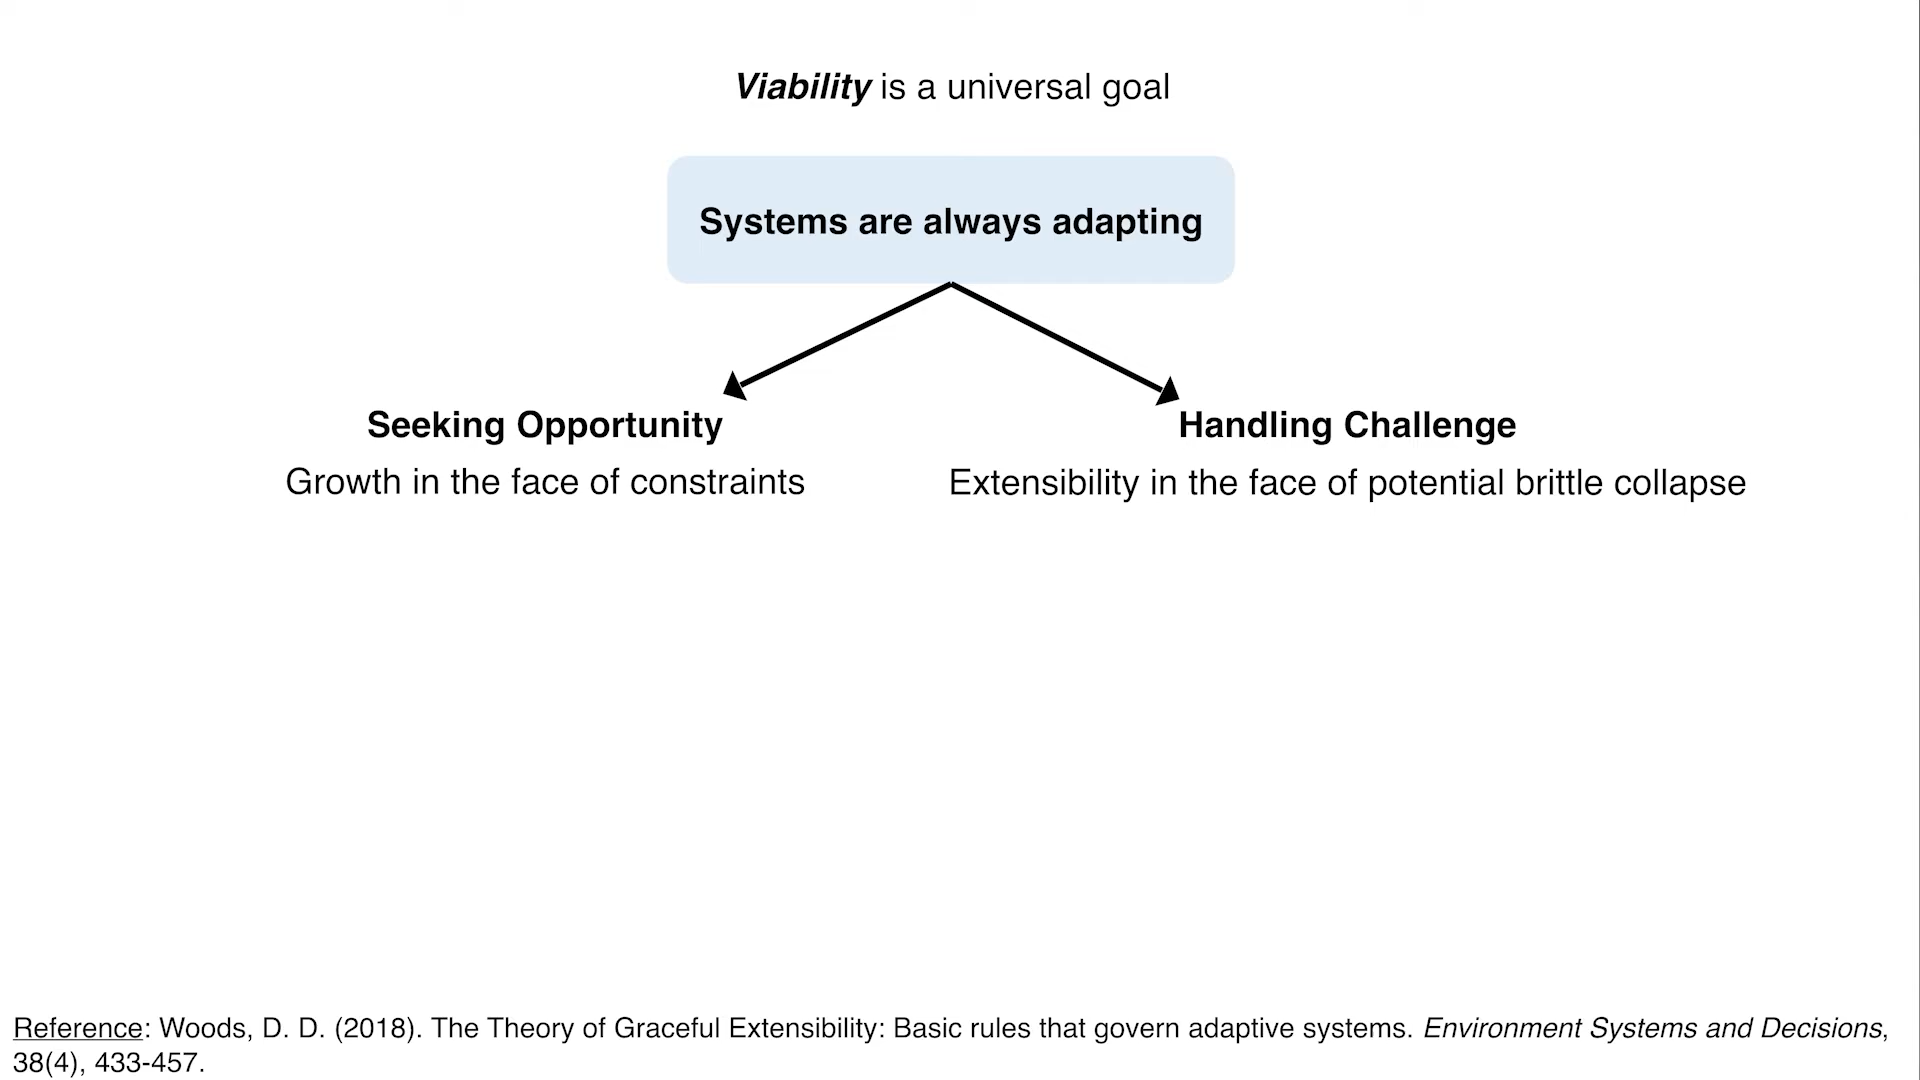 Viability is a universal goal
Systems are always adapting
Seeking Opportunity
Growth in the face of constraints
Handling Challenge
Extensibility in the face of potential brittle collapse
Reference: Woods, D. D. (2018). The Theory of Graceful Extensibility: Basic rules that govern adaptive systems. Environment Systems and Decisions,
38(4), 433-457.